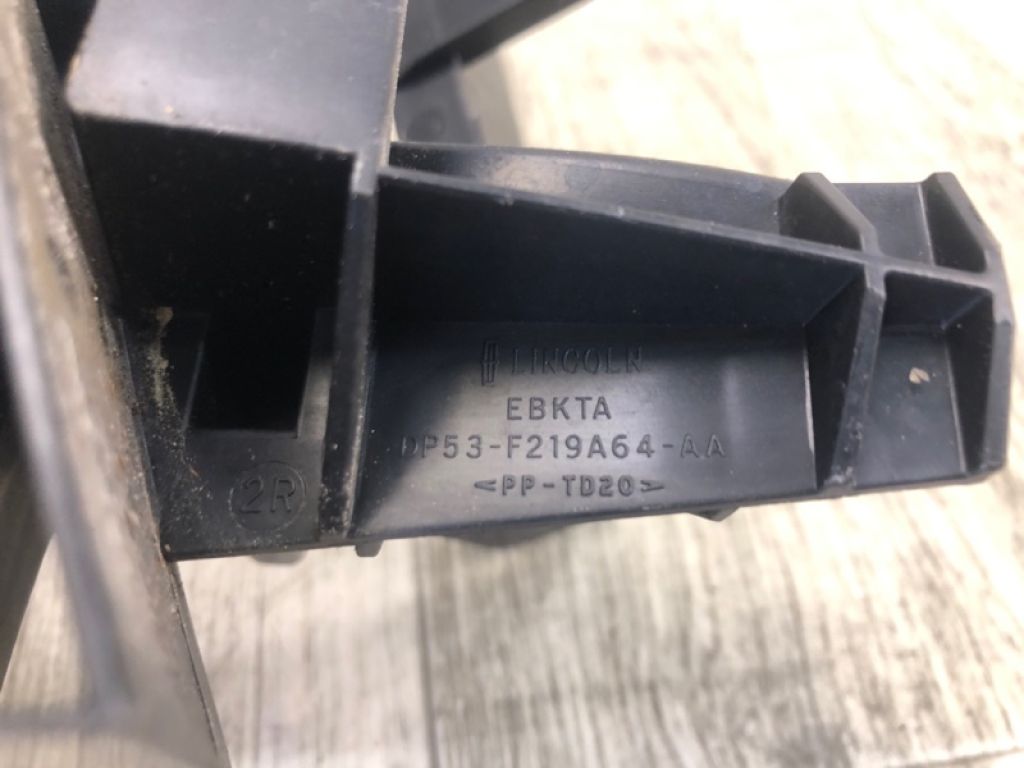 LINCOLN
EBKTA
DP53-F219A64-AA
<PP-TD20>
2R